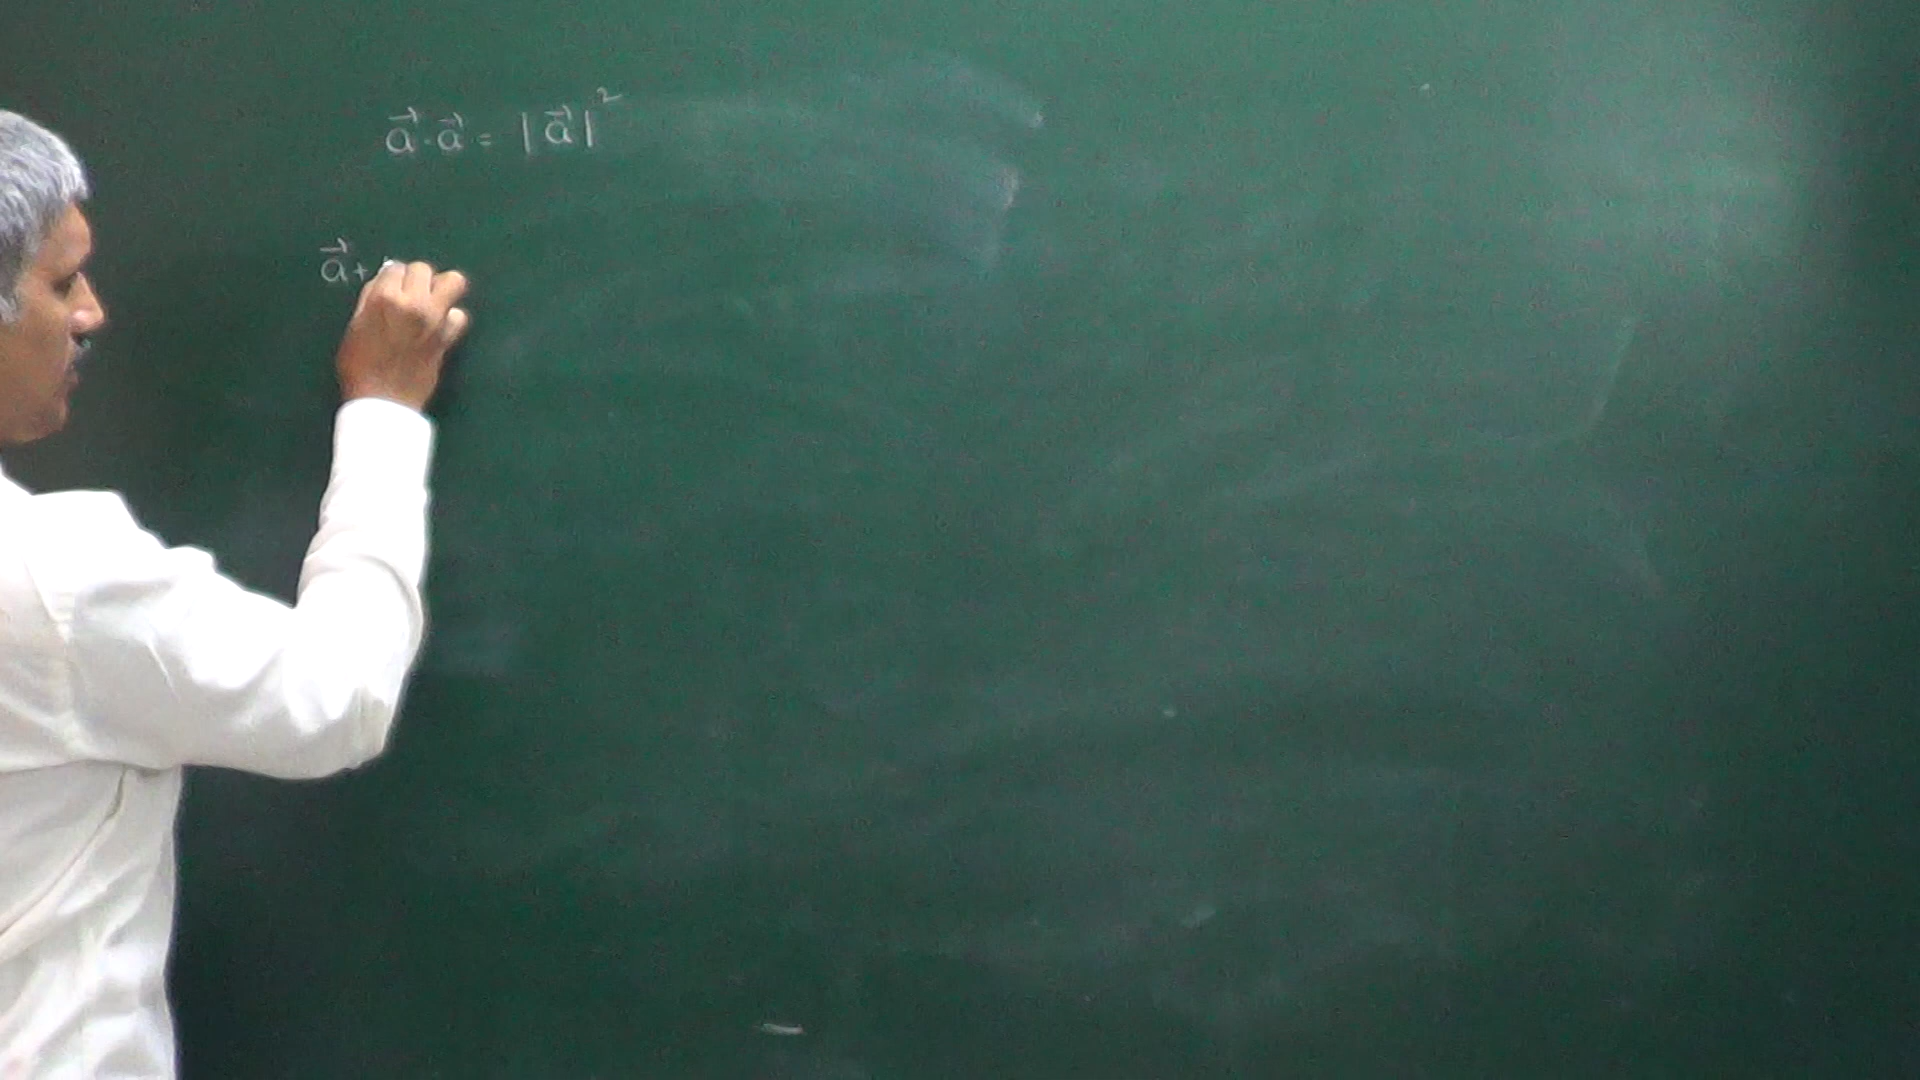 a⃗·a⃗ = |a⃗|²
a⃗+